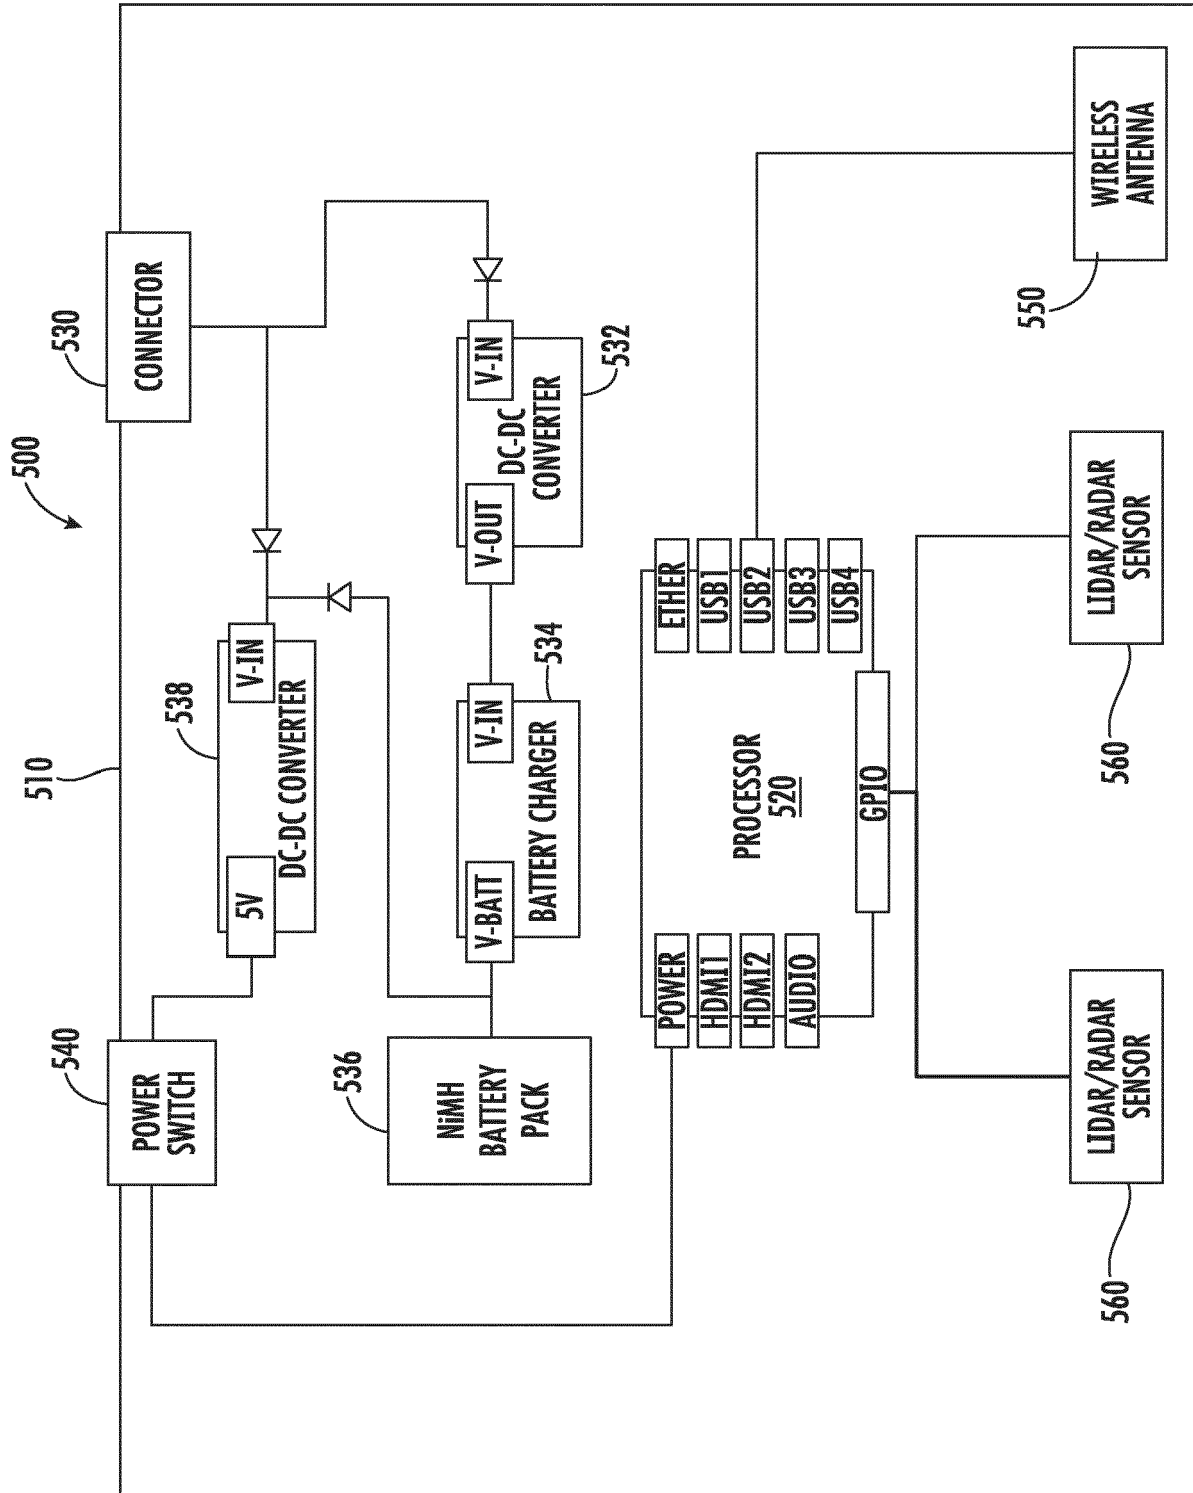 500
510
540
POWER
SWITCH
538
5V
DC-DC CONVERTER
V-IN
530
CONNECTOR
536
NiMH
BATTERY
PACK
V-BATT
BATTERY CHARGER
V-IN
534
V-OUT
DC-DC
CONVERTER
V-IN
532
POWER
HDMI1
HDMI2
AUDIO
PROCESSOR
520
GPIO
ETHER
USB1
USB2
USB3
USB4
560
LIDAR/RADAR
SENSOR
560
LIDAR/RADAR
SENSOR
550
WIRELESS
ANTENNA